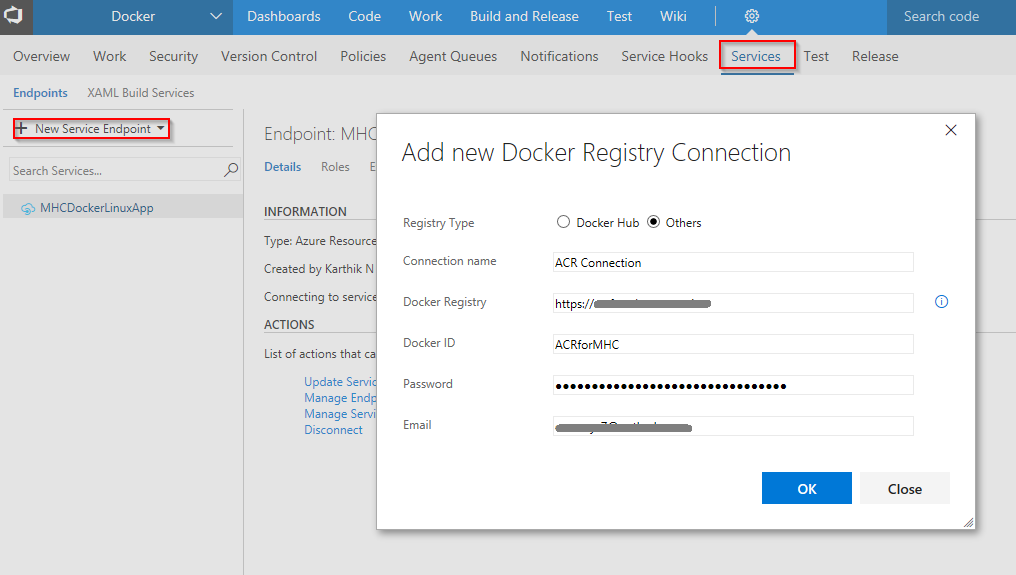 Docker Dashboards Code Work Build and Release Test Wiki Search code
Overview Work Security Version Control Policies Agent Queues Notifications Service Hooks Services Test Release
Endpoints XAML Build Services
+ New Service Endpoint
Search Services...
MHCDockerLinuxApp
Endpoint: MHC
Details Roles E
INFORMATION
Type: Azure Resource
Created by Karthik N
Connecting to service
ACTIONS
List of actions that ca
Update Servic
Manage Endp
Manage Servi
Disconnect
Add new Docker Registry Connection
Registry Type Docker Hub Others
Connection name ACR Connection
Docker Registry https://
Docker ID ACRforMHC
Password ••••••••••••••••••••••••••••••••
Email
OK Close